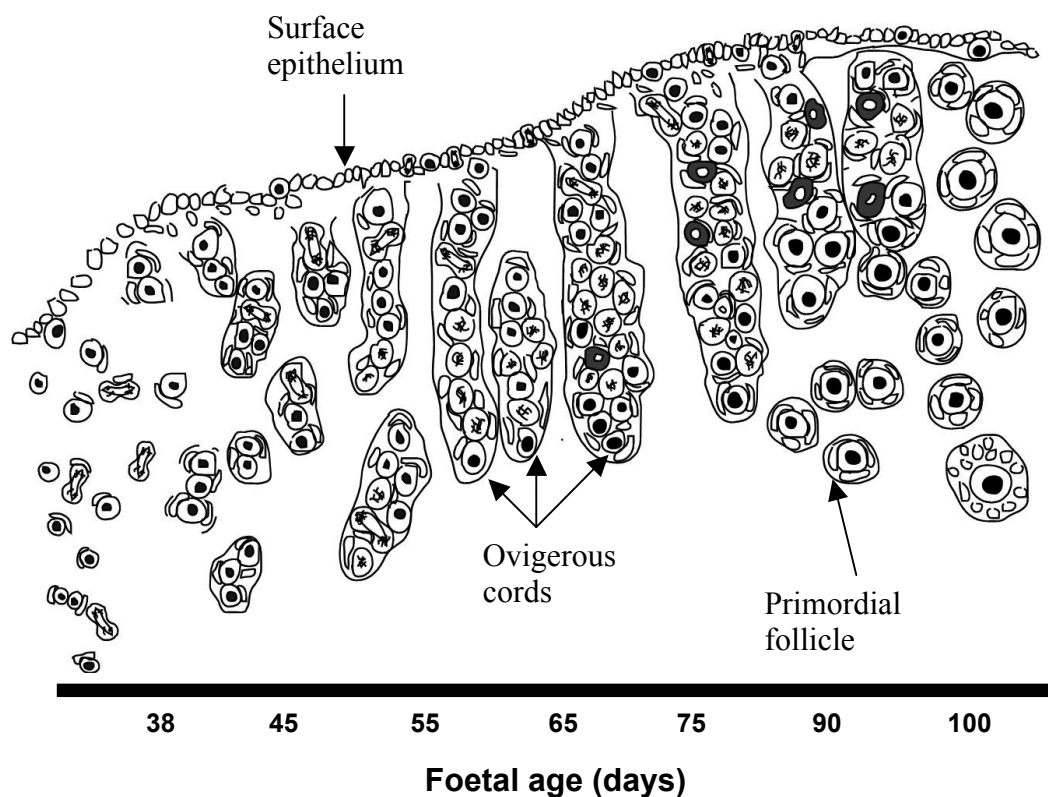 Surface
epithelium
Ovigerous
cords
Primordial
follicle
38 45 55 65 75 90 100
Foetal age (days)